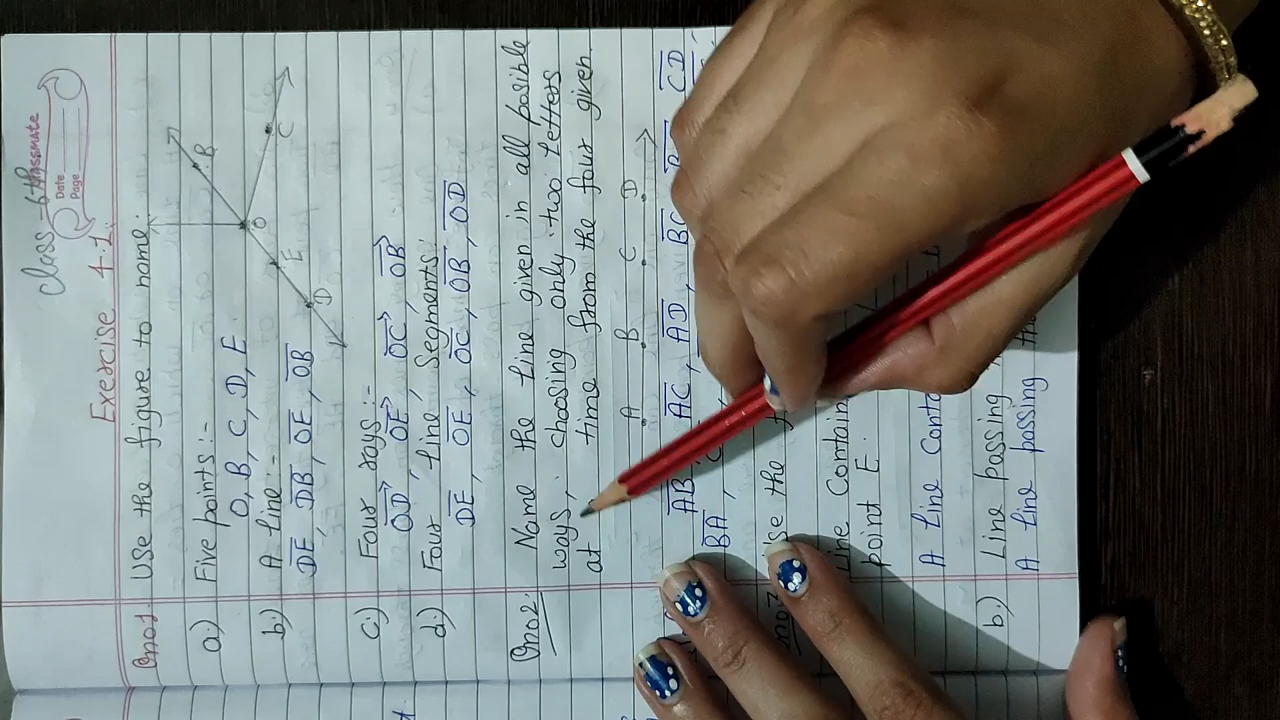 Class-6th
classmate
Date
Page
Exercise 4.1.
Qno1. Use the figure to name:
a.) Five points:-
O, B, C, D, E
b.) A line:-
DE, DB, OE, OB
B
O
C
E
D
c.) Four rays:-
OD, OE, OC, OB
d.) Four line Segments:
DE, OE, OC, OB, OD
Qno2. Name the line given in all posible
ways, choosing only two letters
at time from the four given.
A B C D
AB, AC, AD, BC CD
BA,
the
Line Contain
point E.
A line Conta
b.) Line passing
A line passing